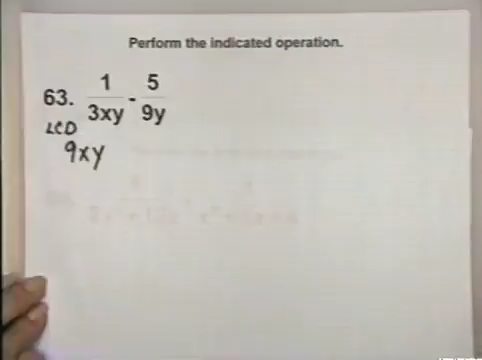 Perform the indicated operation.
63. 1/3xy - 5/9y
LCD
9xy